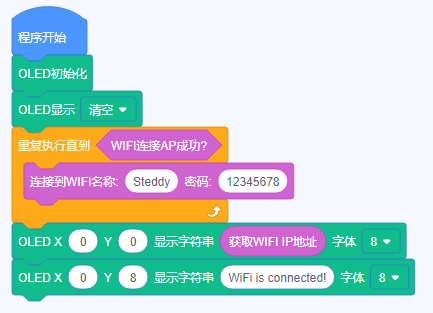 程序开始
OLED初始化
OLED显示 清空
重复执行直到 WIFI连接AP成功?
连接到WIFI名称: Steddy 密码: 12345678
OLED X 0 Y 0 显示字符串 获取WIFI IP地址 字体 8
OLED X 0 Y 8 显示字符串 WiFi is connected! 字体 8